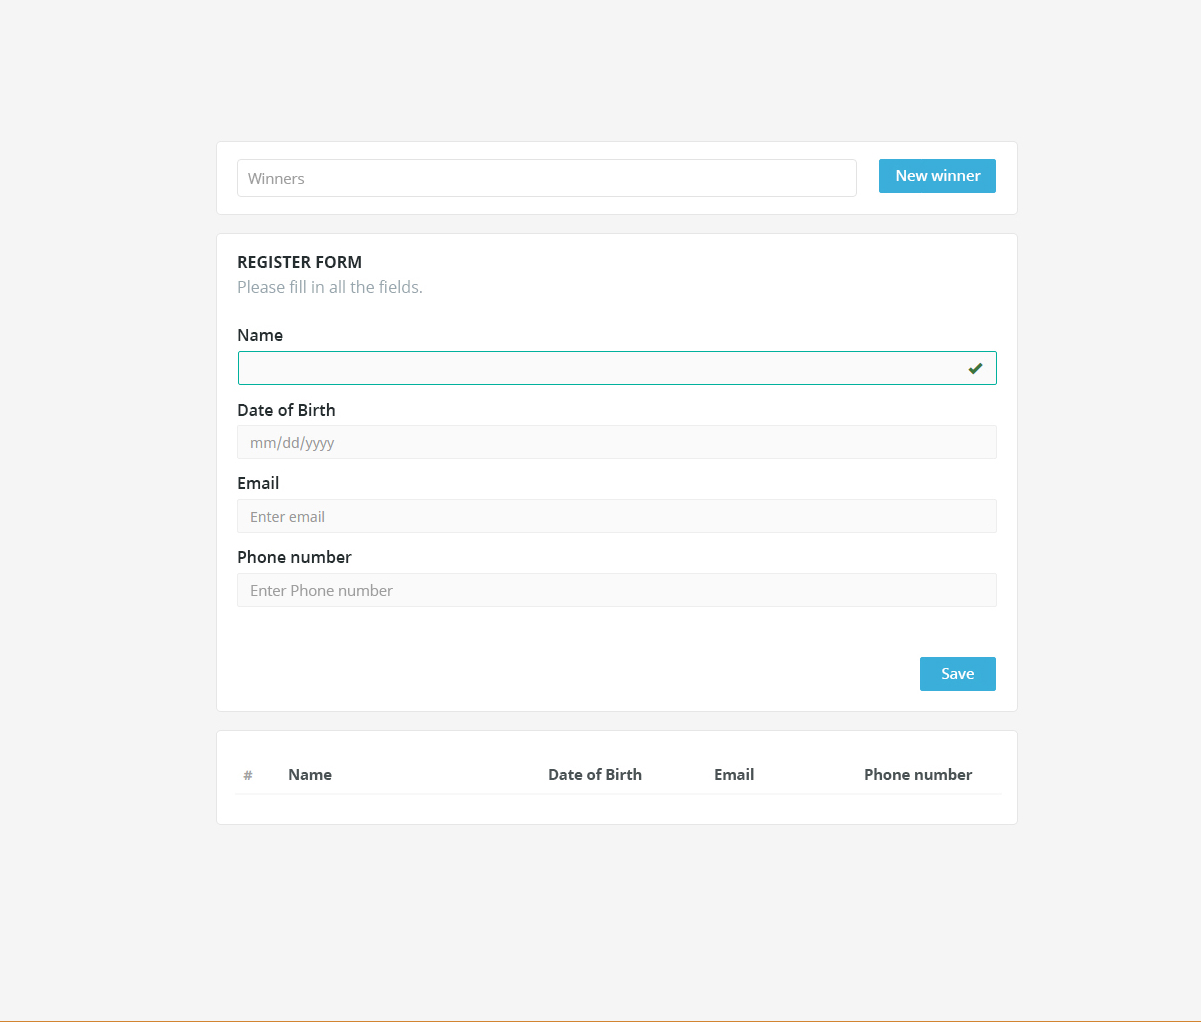 Winners
New winner
REGISTER FORM
Please fill in all the fields.
Name
Date of Birth
mm/dd/yyyy
Email
Enter email
Phone number
Enter Phone number
Save
# Name Date of Birth Email Phone number